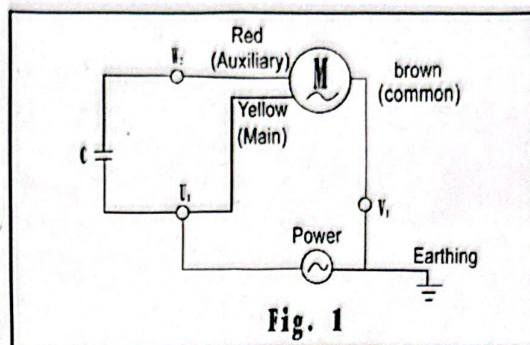 Red
(Auxiliary)
W₂
M
brown
(common)
Yellow
(Main)
C
U₁
V₁
Power
Earthing
Fig. 1